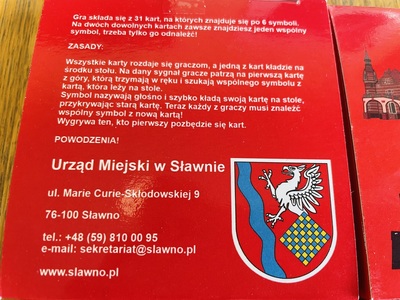 Gra składa się z 31 kart, na których znajduje się po 6 symboli.
Na dwóch dowolnych kartach zawsze znajdziesz jeden wspólny
symbol, trzeba tylko go odnaleźć!
ZASADY:
Wszystkie karty rozdaje się graczom, a jedną z kart kładzie na
środku stołu. Na dany sygnał gracze patrzą na pierwszą kartę
z góry, którą trzymają w ręku i szukają wspólnego symbolu z
kartą, która leży na stole.
Symbol nazywają głośno i szybko kładą swoją kartę na stole,
przykrywając starą kartę. Teraz każdy z graczy musi znaleźć
wspólny symbol z nową kartą!
Wygrywa ten, kto pierwszy pozbędzie się kart.
POWODZENIA!
Urząd Miejski w Sławnie
ul. Marie Curie-Skłodowskiej 9
76-100 Sławno
tel.: +48 (59) 810 00 95
e-mail: sekretariat@slawno.pl
www.slawno.pl